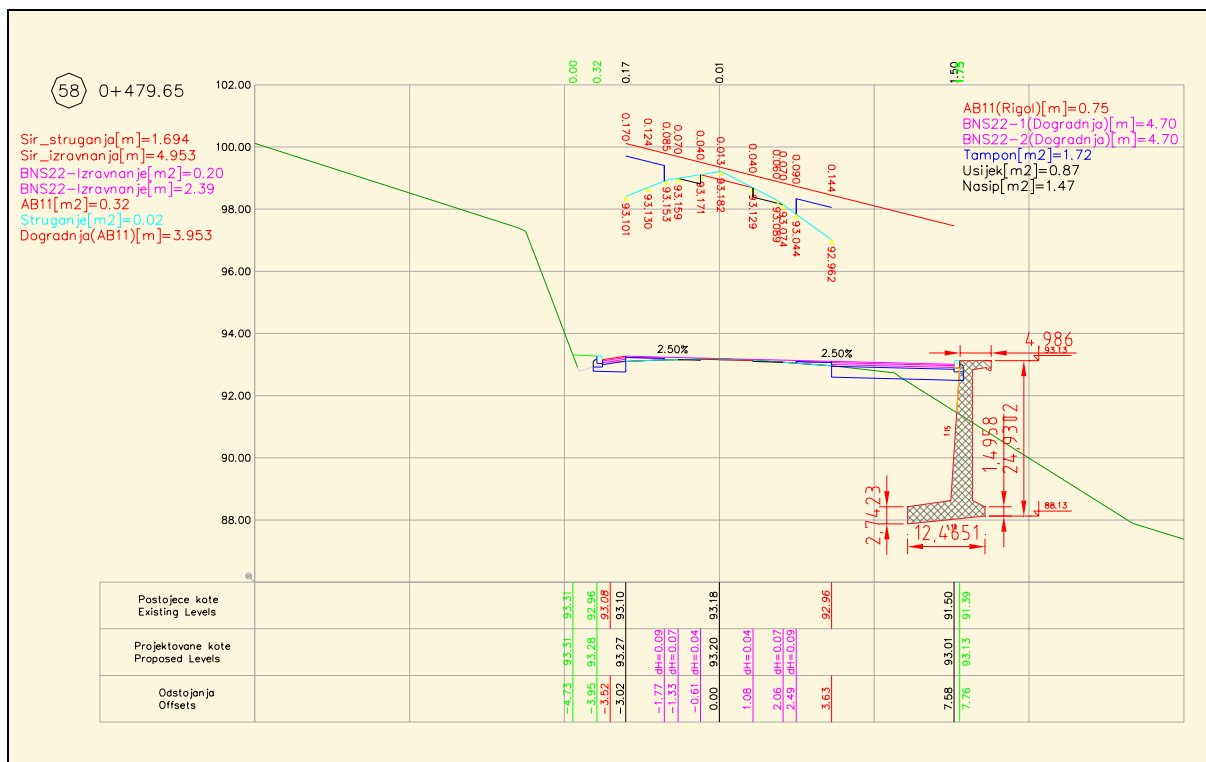 58 0+479.65
0.00
0.32
0.17
0.01
1.50
1.75
102.00
100.00
98.00
96.00
94.00
92.00
90.00
88.00
Sir_struganja[m]=1.694
Sir_izravnanja[m]=4.953
BNS22-Izravnanje[m2]=0.20
BNS22-Izravnanje[m]=2.39
AB11[m2]=0.32
Struganje[m2]=0.02
Dogradnja(AB11)[m]=3.953
AB11(Rigol)[m]=0.75
BNS22-1(Dogradnja)[m]=4.70
BNS22-2(Dogradnja)[m]=4.70
Tampon[m2]=1.72
Usijek[m2]=0.87
Nasip[m2]=1.47
0.170
0.124
0.085
0.070
0.040
0.013
0.040
0.070
0.090
0.144
93.101
93.130
93.153
93.159
93.171
93.182
93.129
93.089
93.074
93.044
92.962
2.50%
2.50%
4,986
93.13
1,4958
24,9302
2,7423
12,4651
88.13
Postojece kote
Existing Levels
93.31
92.96
93.08
93.10
93.18
92.96
91.50
91.39
Projektovane kote
Proposed Levels
93.31
93.28
93.27
dH=0.09
dH=0.07
dH=0.04
93.20
dH=0.04
dH=0.07
dH=0.09
93.01
93.13
Odstojanja
Offsets
-4.73
-3.95
-3.52
-3.02
-1.77
-1.33
-0.61
0.00
1.08
2.06
2.49
3.63
7.58
7.76